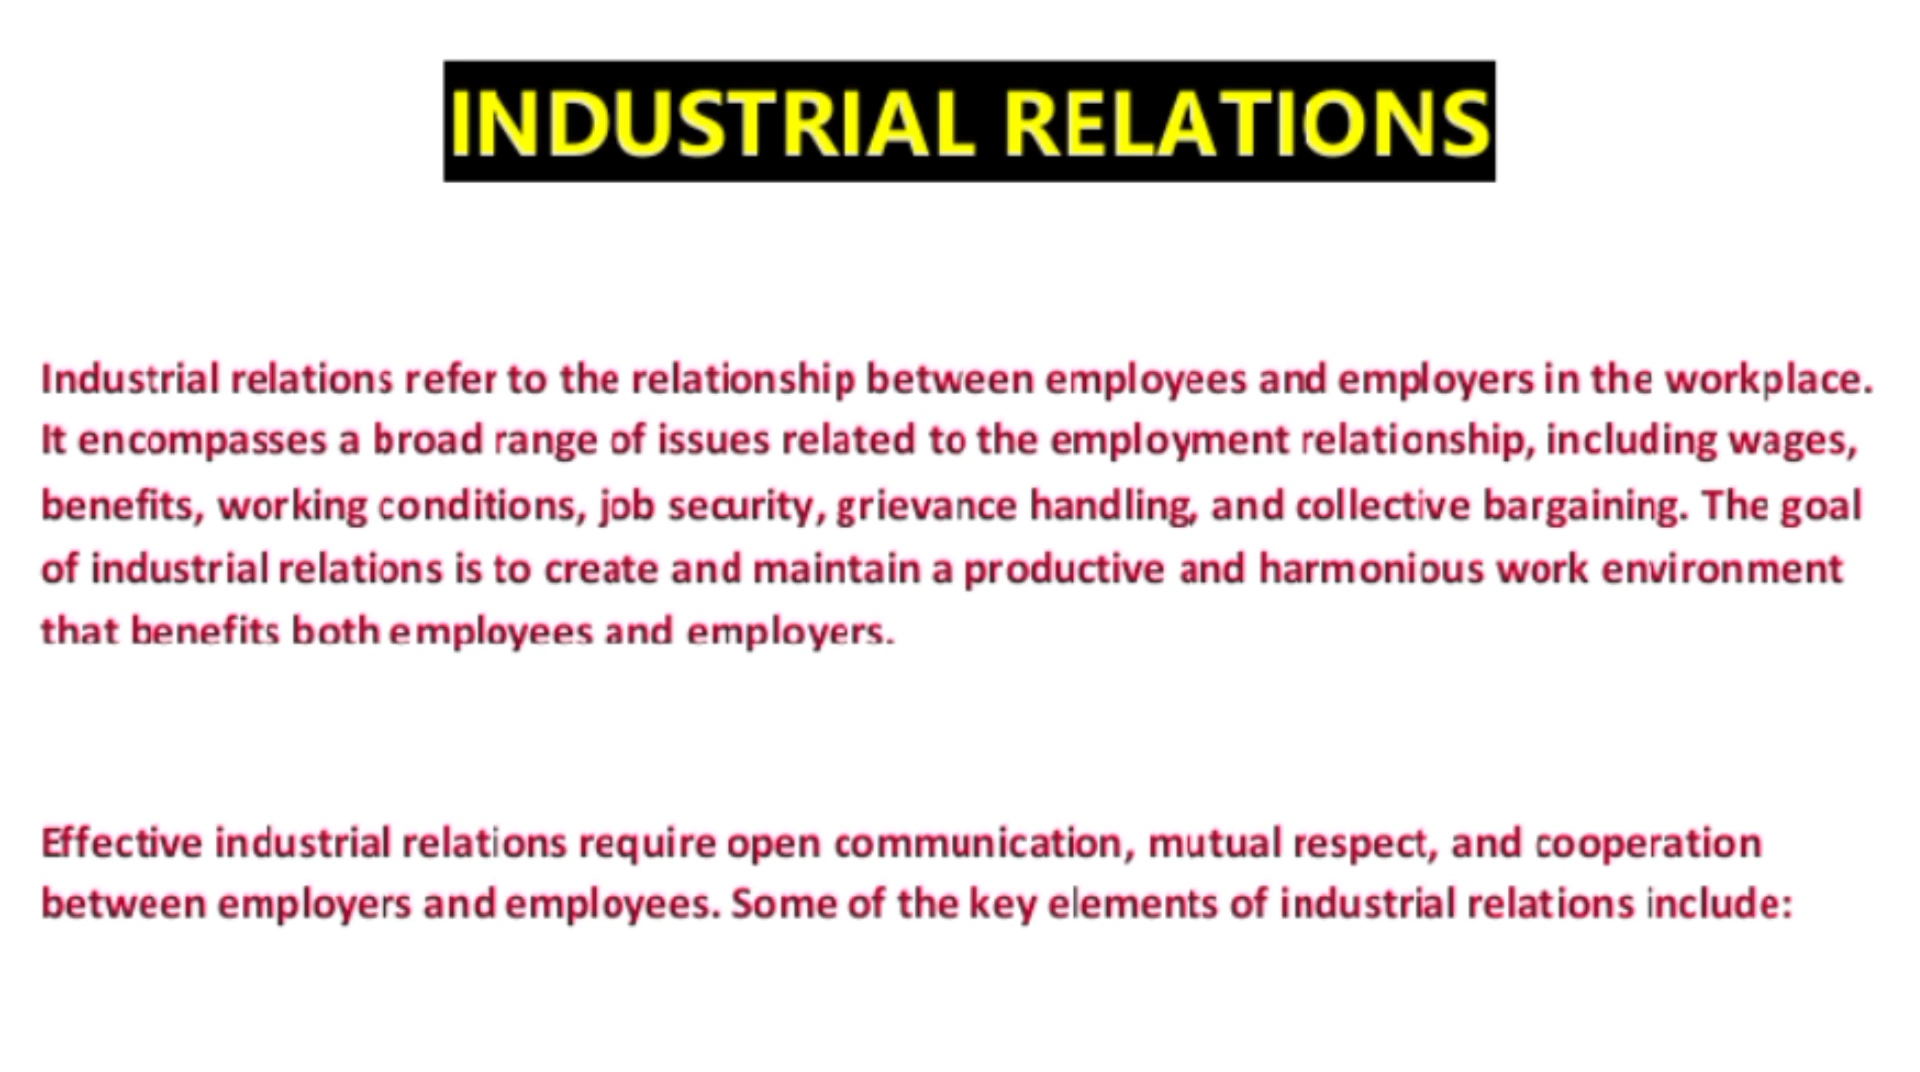 INDUSTRIAL RELATIONS
Industrial relations refer to the relationship between employees and employers in the workplace.
It encompasses a broad range of issues related to the employment relationship, including wages,
benefits, working conditions, job security, grievance handling, and collective bargaining. The goal
of industrial relations is to create and maintain a productive and harmonious work environment
that benefits both employees and employers.
Effective industrial relations require open communication, mutual respect, and cooperation
between employers and employees. Some of the key elements of industrial relations include: